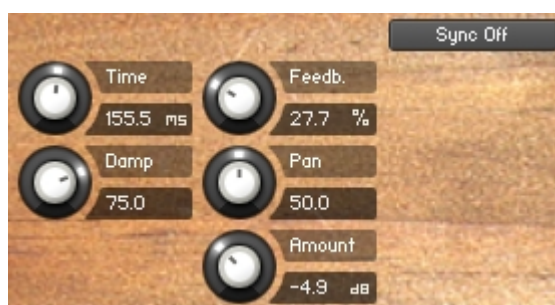 Sync Off
Time
Feedb.
155.5 ms
27.7 %
Damp
Pan
75.0
50.0
Amount
-4.9 dB